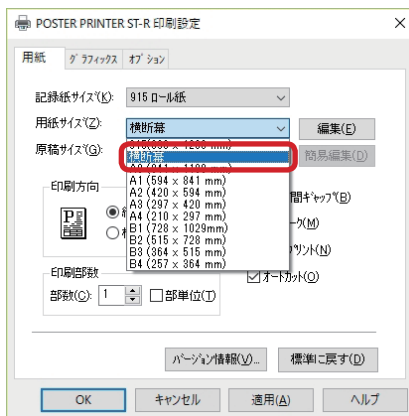 POSTER PRINTER ST-R 印刷設定
用紙 グラフィックス オプション
記録紙サイズ(K): 915 ロール紙
用紙サイズ(Z): 横断幕 編集(E)
原稿サイズ(G): 横断幕 簡易編集(D)
A1 (594 x 841 mm)
A2 (420 x 594 mm)
A3 (297 x 420 mm)
A4 (210 x 297 mm)
B1 (728 x 1029mm)
B2 (515 x 728 mm)
B3 (364 x 515 mm)
B4 (257 x 364 mm)
印刷方向
間ギャップ(B)
ーク(M)
プリント(N)
オートカット(O)
印刷部数
部数(C): 1 部単位(T)
バージョン情報(V)... 標準に戻す(D)
OK キャンセル 適用(A) ヘルプ